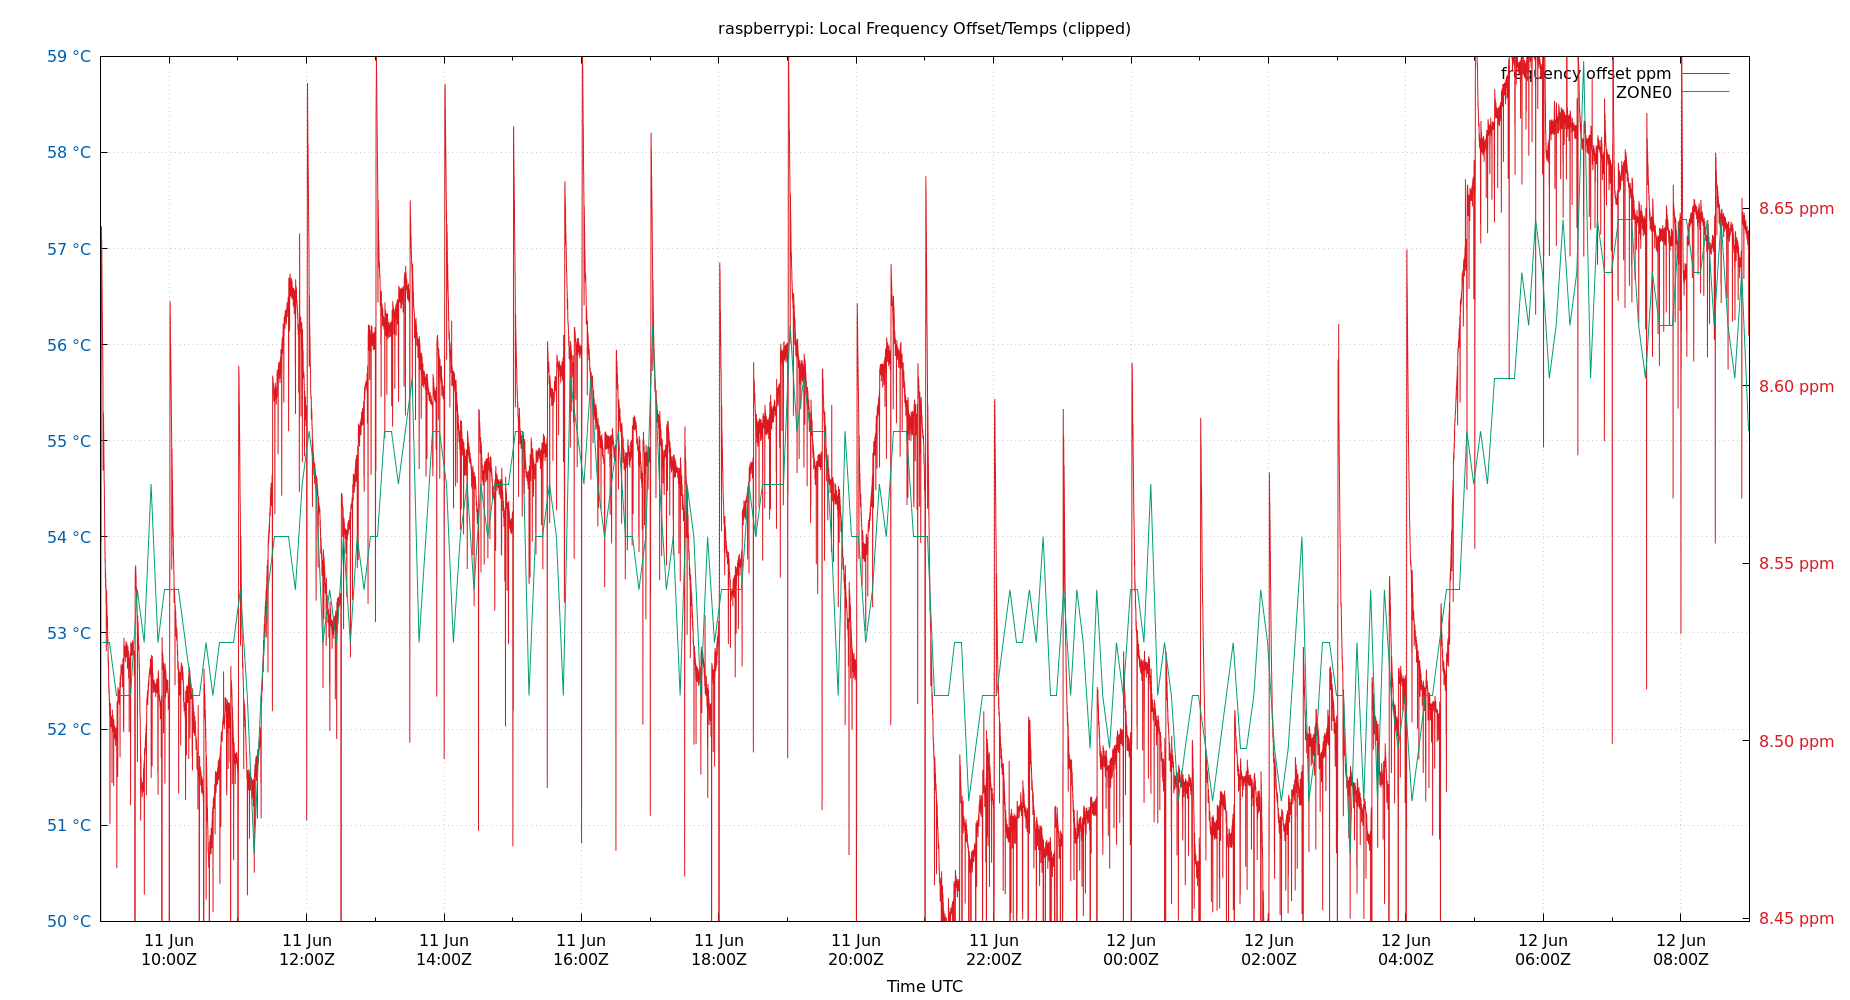 raspberrypi: Local Frequency Offset/Temps (clipped)
59 °C
58 °C
57 °C
56 °C
55 °C
54 °C
53 °C
52 °C
51 °C
50 °C
frequency offset ppm
ZONE0
8.65 ppm
8.60 ppm
8.55 ppm
8.50 ppm
8.45 ppm
11 Jun 11 Jun 11 Jun 11 Jun 11 Jun 11 Jun 11 Jun 12 Jun 12 Jun 12 Jun 12 Jun 12 Jun
10:00Z 12:00Z 14:00Z 16:00Z 18:00Z 20:00Z 22:00Z 00:00Z 02:00Z 04:00Z 06:00Z 08:00Z
Time UTC